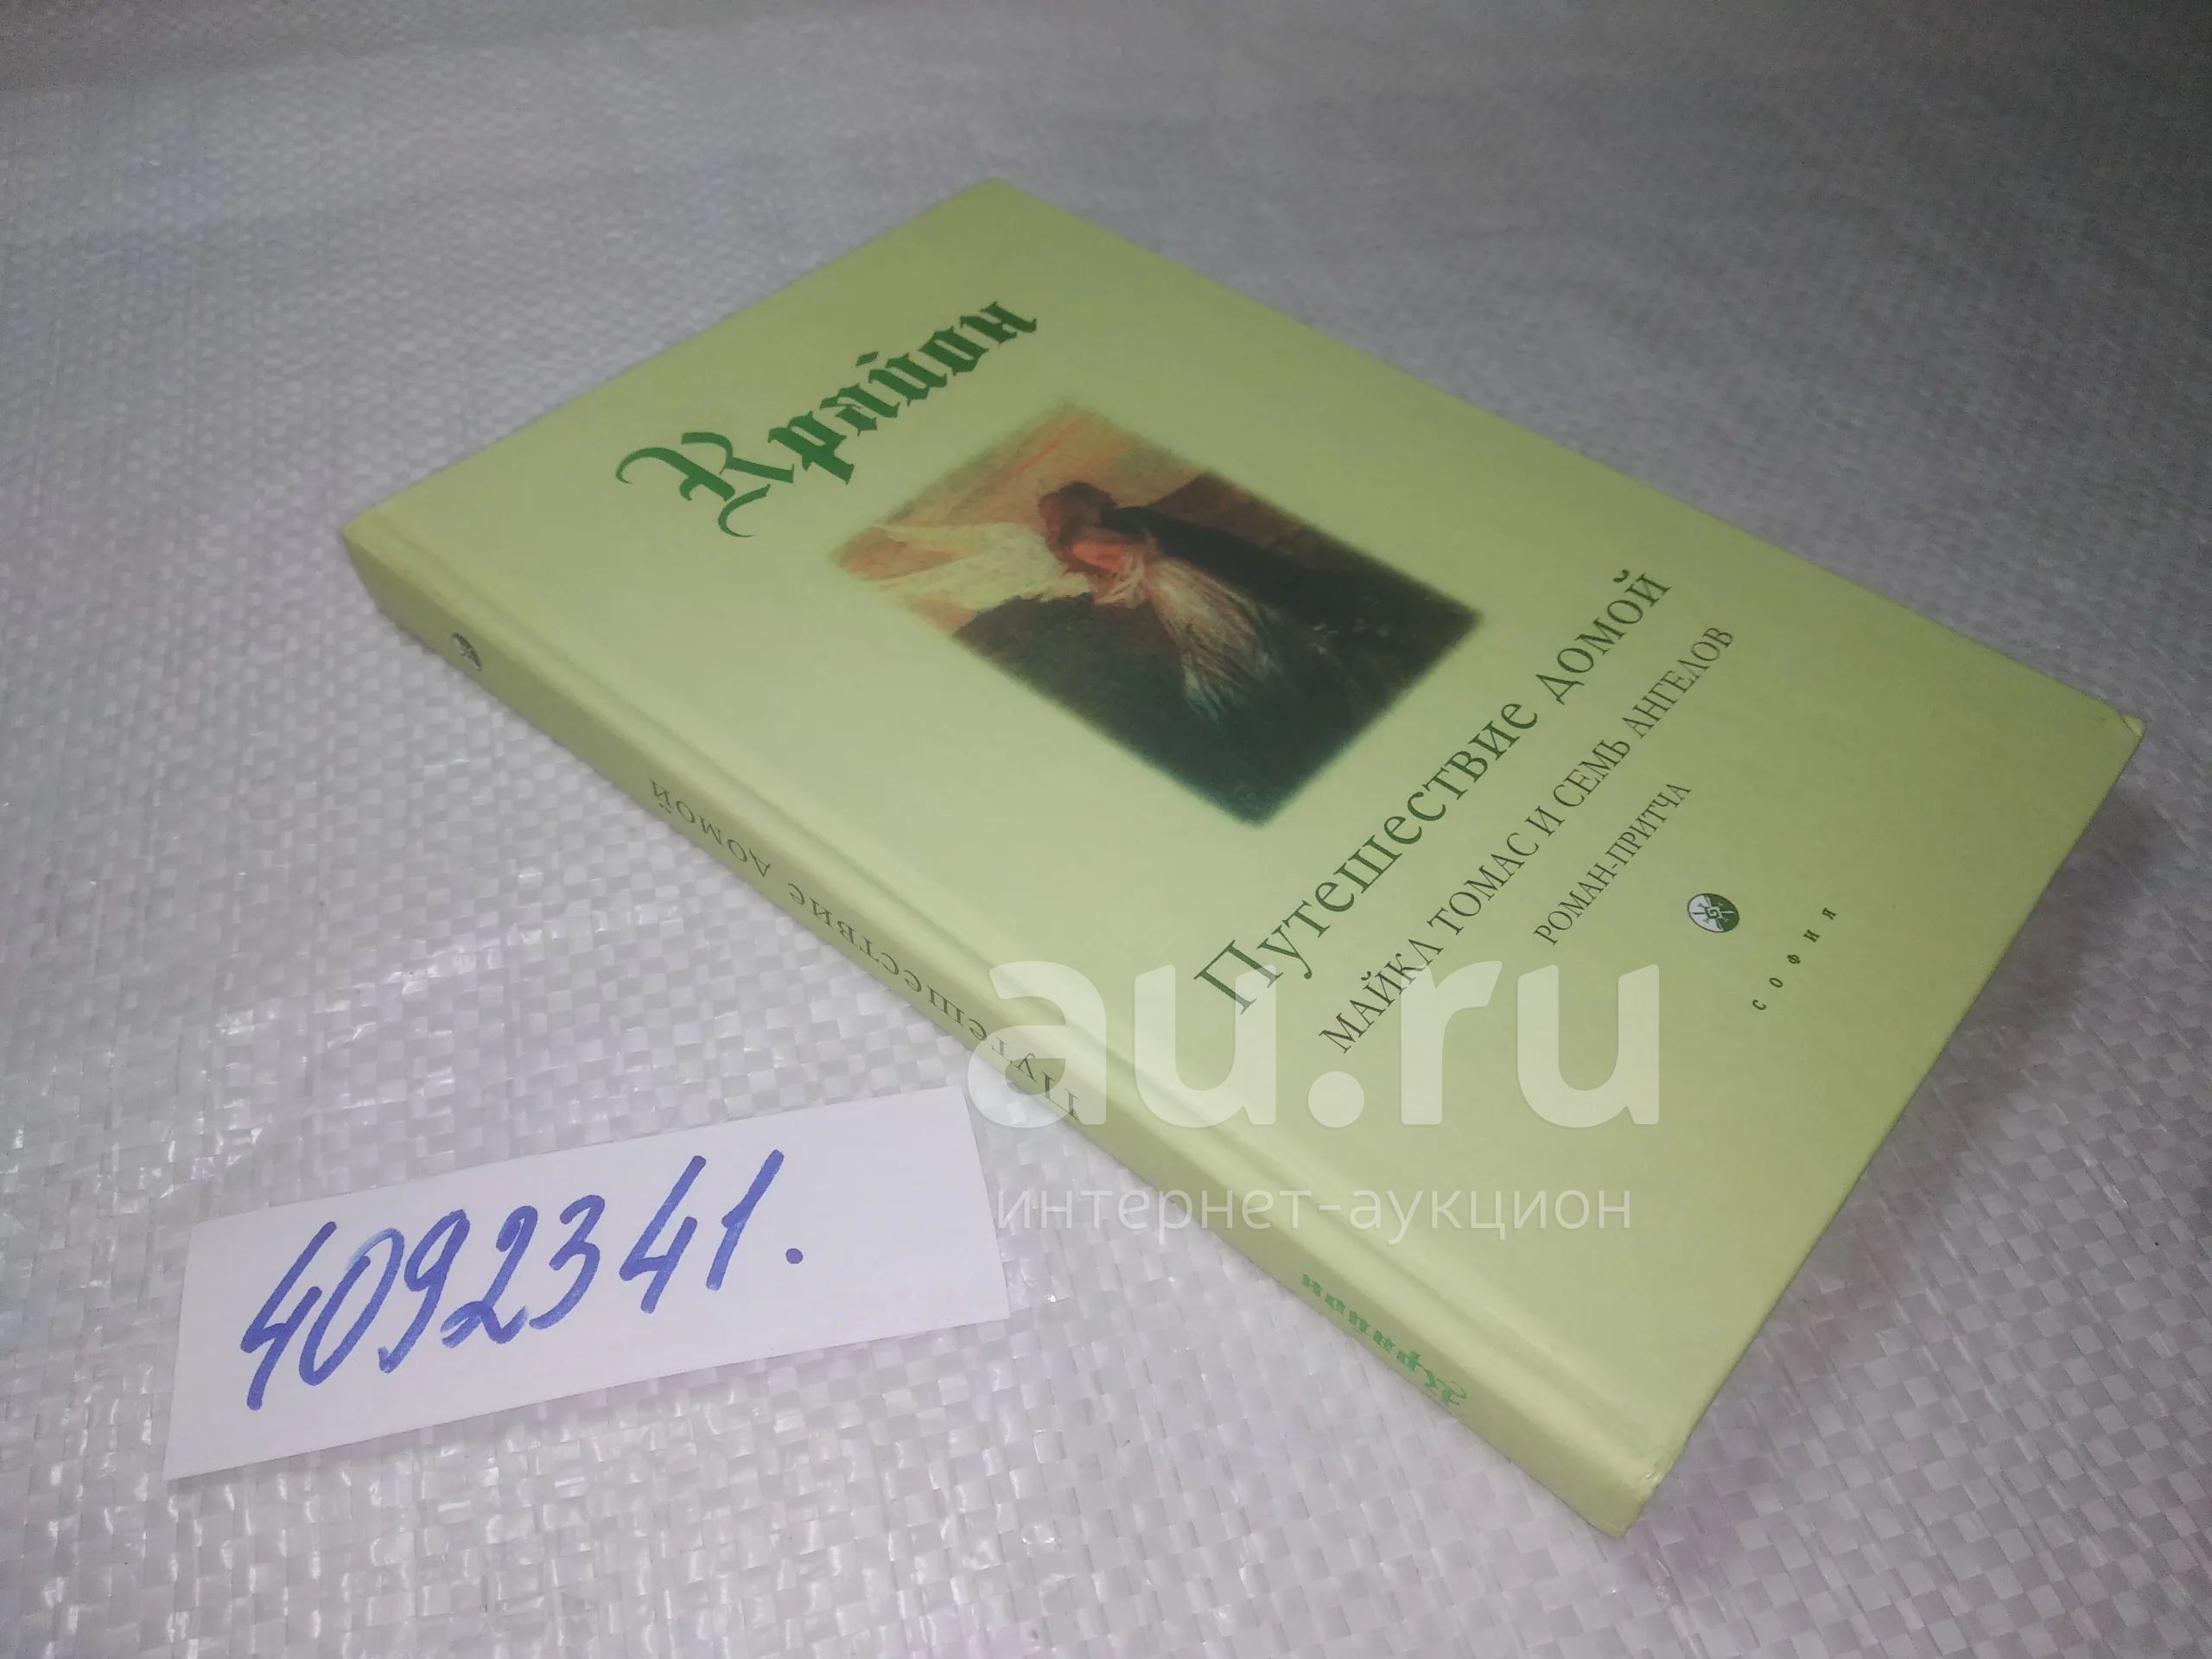 Крайон
Путешествие домой
МАЙКЛ ТОМАС И СЕМЬ АНГЕЛОВ
РОМАН-ПРИТЧА
СОФИЯ
Крайон
Путешествие домой
4092341.
au.ru
интернет-аукцион